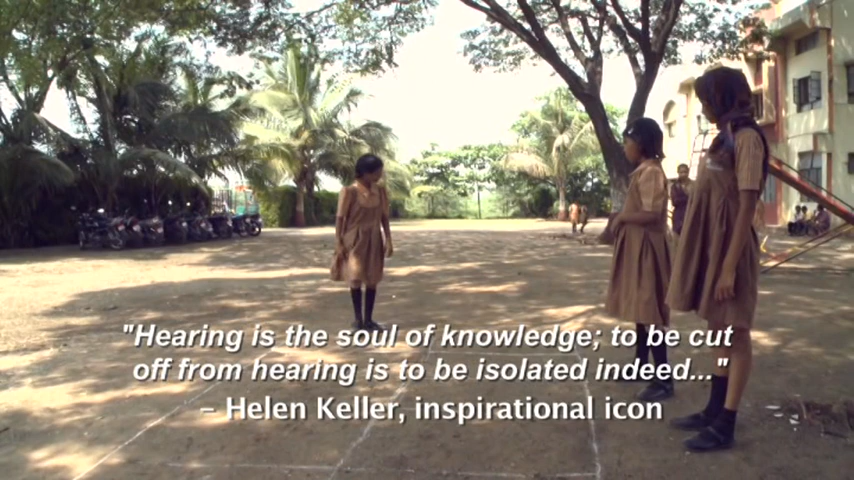 "Hearing is the soul of knowledge; to be cut
off from hearing is to be isolated indeed..."
– Helen Keller, inspirational icon